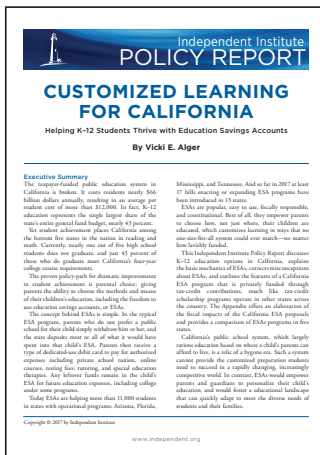 Independent Institute
POLICY REPORT
CUSTOMIZED LEARNING
FOR CALIFORNIA
Helping K–12 Students Thrive with Education Savings Accounts
By Vicki E. Alger
Executive Summary
The taxpayer-funded public education system in
California is broken. It costs residents nearly $66
billion dollars annually, resulting in an average per
student cost of more than $12,000. In fact, K–12
education represents the single largest share of the
state's entire general fund budget, nearly 43 percent.
Yet student achievement places California among
the bottom five states in the nation in reading and
math. Currently, nearly one out of five high school
students does not graduate, and just 43 percent of
those who do graduate meet California's four-year
college course requirements.
The proven policy-path for dramatic improvements
in student achievement is parental choice: giving
parents the ability to choose the methods and means
of their children's education, including the freedom to
use education savings accounts, or ESAs.
The concept behind ESAs is simple. In the typical
ESA program, parents who do not prefer a public
school for their child simply withdraw him or her, and
the state deposits most or all of what it would have
spent into that child's ESA. Parents then receive a
type of dedicated-use debit card to pay for authorized
expenses including private school tuition, online
courses, testing fees, tutoring, and special education
therapies. Any leftover funds remain in the child's
ESA for future education expenses, including college
under some programs.
Today ESAs are helping more than 11,000 students
in states with operational programs: Arizona, Florida,
Mississippi, and Tennessee. And so far in 2017 at least
17 bills enacting or expanding ESA programs have
been introduced in 13 states.
ESAs are popular, easy to use, fiscally responsible,
and constitutional. Best of all, they empower parents
to choose how, not just where, their children are
educated, which customizes learning in ways that no
one-size-fits-all system could ever match—no matter
how lavishly funded.
This Independent Institute Policy Report discusses
K–12 education options in California, explains
the basic mechanics of ESAs, corrects misconceptions
about ESAs, and outlines the features of a California
ESA program that is privately funded through
tax-credit contributions, much like tax-credit
scholarship programs operate in other states across
the country. The Appendix offers an elaboration of
the fiscal impacts of the California ESA proposals
and provides a comparison of ESA programs in five
states.
California's public school system, which largely
rations education based on where a child's parents can
afford to live, is a relic of a bygone era. Such a system
cannot provide the customized preparation students
need to succeed in a rapidly changing, increasingly
competitive world. In contrast, ESAs would empower
parents and guardians to personalize their child's
education, and would foster a educational landscape
that can quickly adapt to meet the diverse needs of
students and their families.
Copyright © 2017 by Independent Institute
www.independent.org